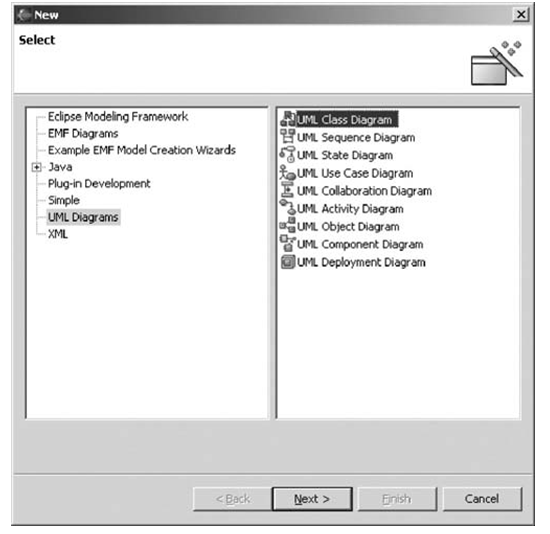 New
Select
Eclipse Modeling Framework
EMF Diagrams
Example EMF Model Creation Wizards
Java
Plug-in Development
Simple
UML Diagrams
XML
UML Class Diagram
UML Sequence Diagram
UML State Diagram
UML Use Case Diagram
UML Collaboration Diagram
UML Activity Diagram
UML Object Diagram
UML Component Diagram
UML Deployment Diagram
< Back
Next >
Finish
Cancel